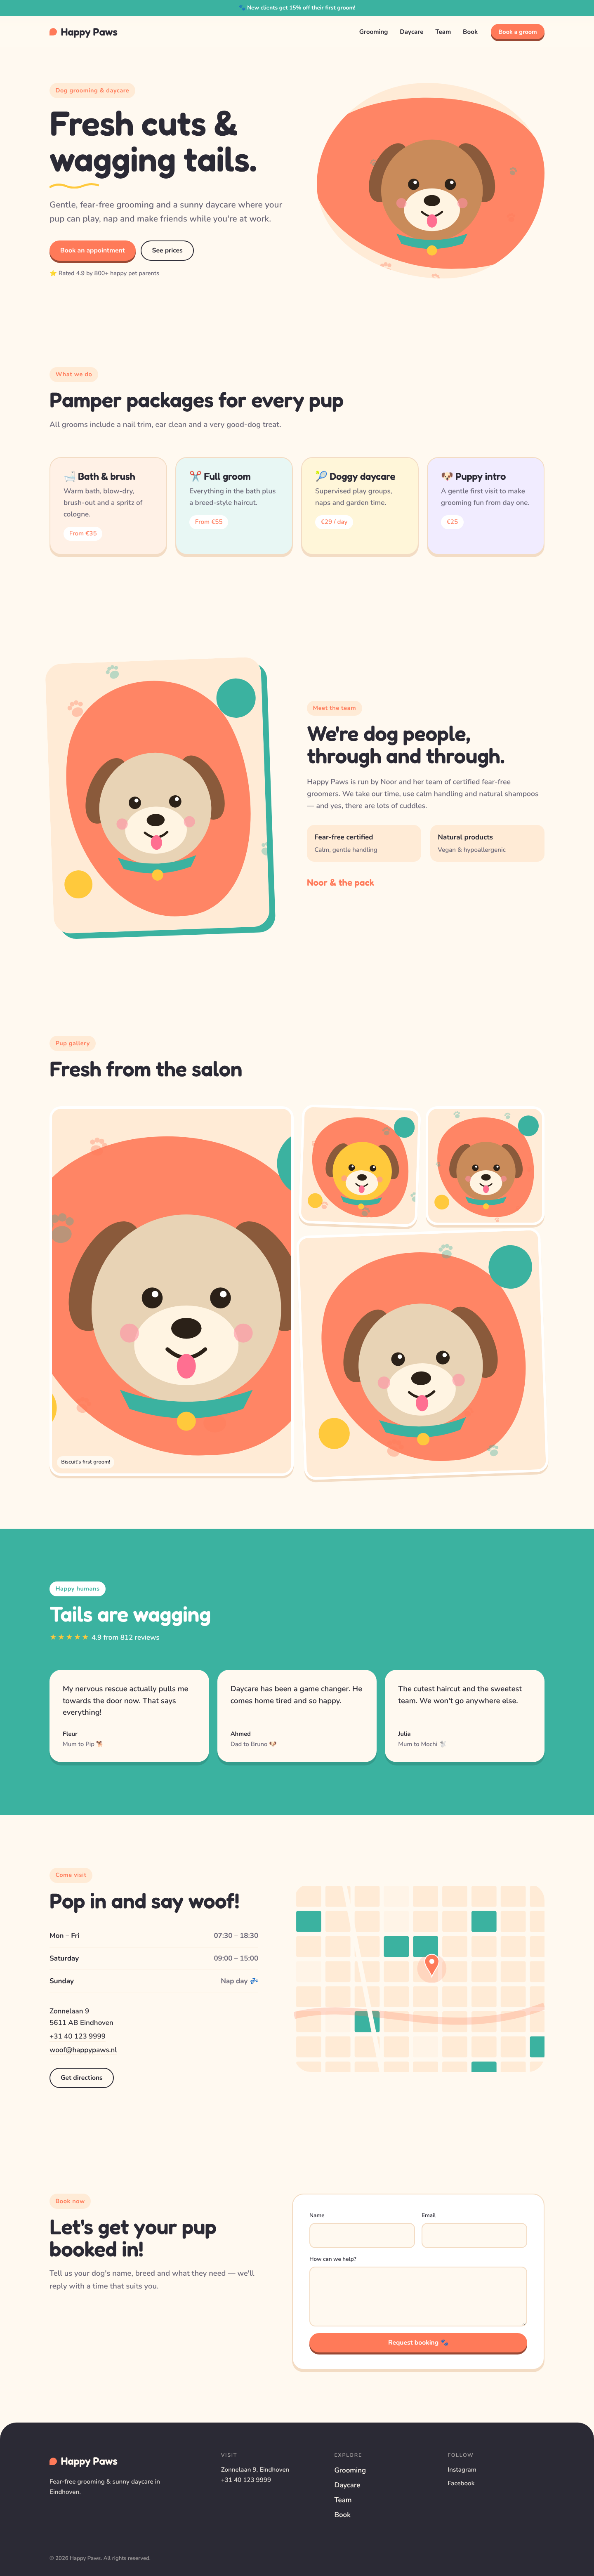 🐾 New clients get 15% off their first groom!
Happy Paws
Grooming Daycare Team Book Book a groom
Dog grooming & daycare
Fresh cuts &
wagging tails.
Gentle, fear-free grooming and a sunny daycare where your
pup can play, nap and make friends while you're at work.
Book an appointment See prices
⭐ Rated 4.9 by 800+ happy pet parents
What we do
Pamper packages for every pup
All grooms include a nail trim, ear clean and a very good-dog treat.
🛁 Bath & brush
Warm bath, blow-dry,
brush-out and a spritz of
cologne.
From €35
✂️ Full groom
Everything in the bath plus
a breed-style haircut.
From €55
🎾 Doggy daycare
Supervised play groups,
naps and garden time.
€29 / day
🐶 Puppy intro
A gentle first visit to make
grooming fun from day one.
€25
Meet the team
We're dog people,
through and through.
Happy Paws is run by Noor and her team of certified fear-free
groomers. We take our time, use calm handling and natural shampoos
— and yes, there are lots of cuddles.
Fear-free certified
Calm, gentle handling
Natural products
Vegan & hypoallergenic
Noor & the pack
Pup gallery
Fresh from the salon
Biscuit's first groom!
Happy humans
Tails are wagging
★★★★★ 4.9 from 812 reviews
My nervous rescue actually pulls me
towards the door now. That says
everything!
Fleur
Mum to Pip 🐕
Daycare has been a game changer. He
comes home tired and so happy.
Ahmed
Dad to Bruno 🐶
The cutest haircut and the sweetest
team. We won't go anywhere else.
Julia
Mum to Mochi 🐩
Come visit
Pop in and say woof!
Mon – Fri 07:30 – 18:30
Saturday 09:00 – 15:00
Sunday Nap day 💤
Zonnelaan 9
5611 AB Eindhoven
+31 40 123 9999
woof@happypaws.nl
Get directions
Book now
Let's get your pup
booked in!
Tell us your dog's name, breed and what they need — we'll
reply with a time that suits you.
Name Email
How can we help?
Request booking 🐾
Happy Paws
Fear-free grooming & sunny daycare in
Eindhoven.
VISIT
Zonnelaan 9, Eindhoven
+31 40 123 9999
EXPLORE
Grooming
Daycare
Team
Book
FOLLOW
Instagram
Facebook
© 2026 Happy Paws. All rights reserved.